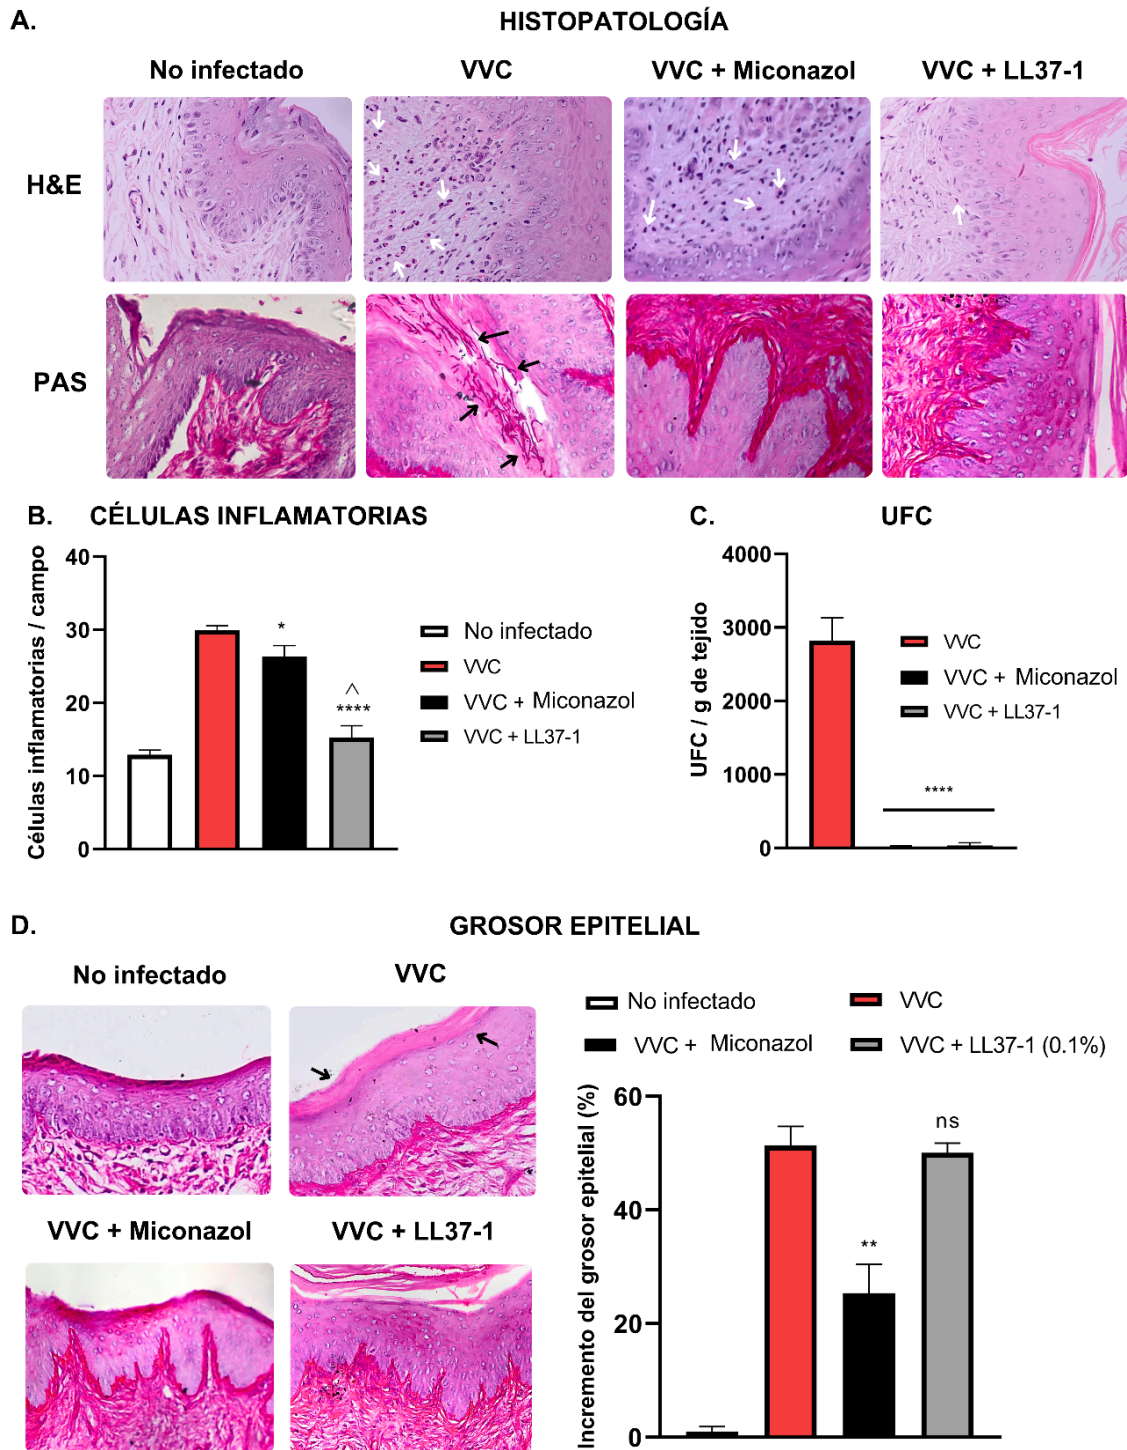 A.
HISTOPATOLOGÍA
No infectado
VVC
VVC + Miconazol
VVC + LL37-1
H&E
PAS
B. CÉLULAS INFLAMATORIAS
Células inflamatorias / campo
40
30
20
10
0
*
^
****
No infectado
VVC
VVC + Miconazol
VVC + LL37-1
C. UFC
UFC / g de tejido
4000
3000
2000
1000
0
****
VVC
VVC + Miconazol
VVC + LL37-1
D.
GROSOR EPITELIAL
No infectado
VVC
VVC + Miconazol
VVC + LL37-1
No infectado
VVC
VVC + Miconazol
VVC + LL37-1 (0.1%)
Incremento del grosor epitelial (%)
60
40
20
0
**
ns